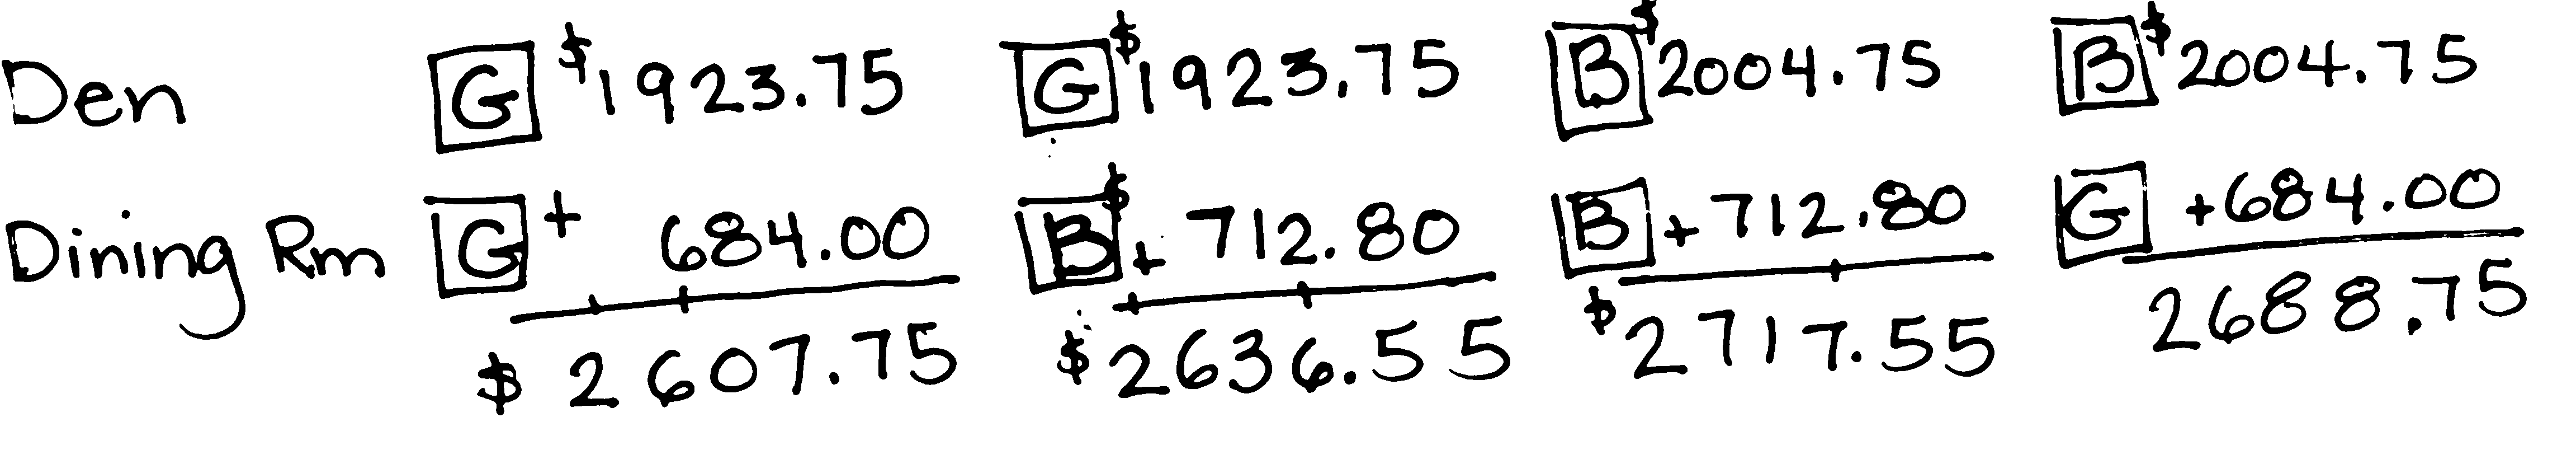 Den G $1923.75 G $1923.75 B $2004.75 B $2004.75
Dining Rm G + 684.00 B $ + 712.80 B + 712.80 G + 684.00
$ 2607.75 $2636.55 $2717.55 2688.75